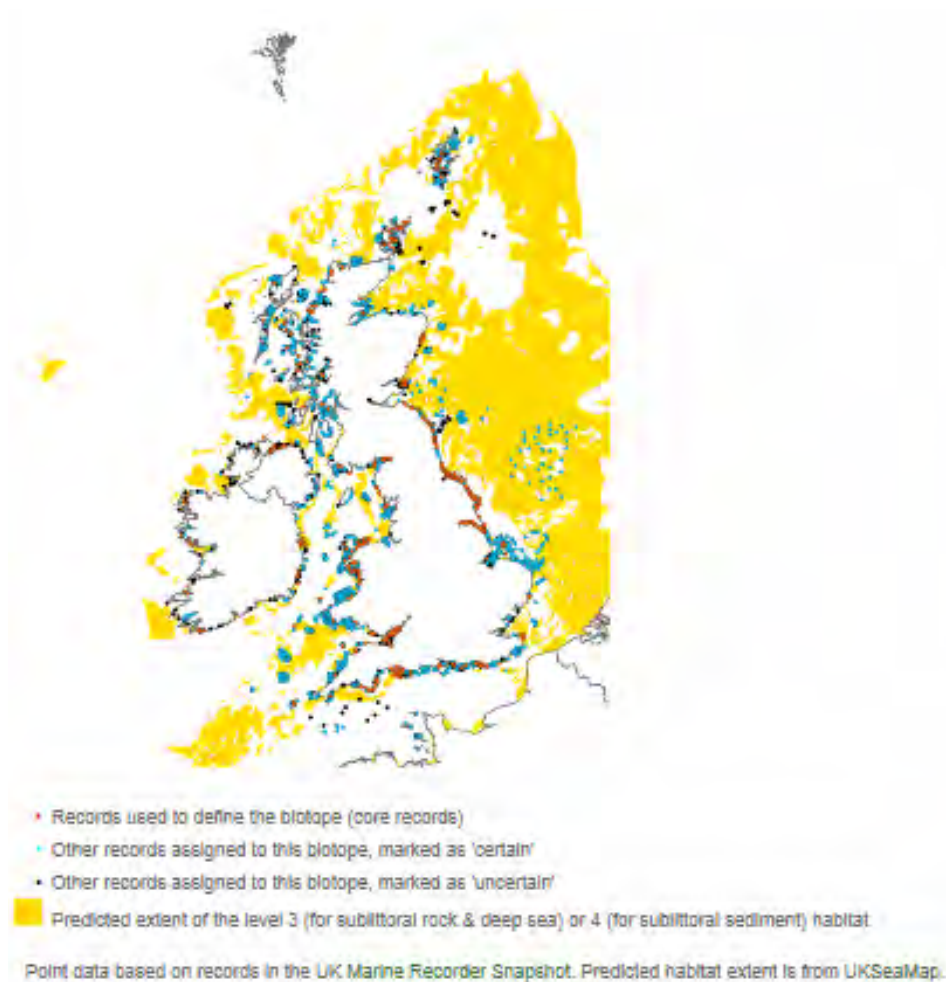 Records used to define the biotope (core records)
Other records assigned to this biotope, marked as 'certain'
Other records assigned to this biotope, marked as 'uncertain'
Predicted extent of the level 3 (for sublittoral rock & deep sea) or 4 (for sublittoral sediment) habitat
Point data based on records in the UK Marine Recorder Snapshot. Predicted habitat extent is from UKSeaMap.